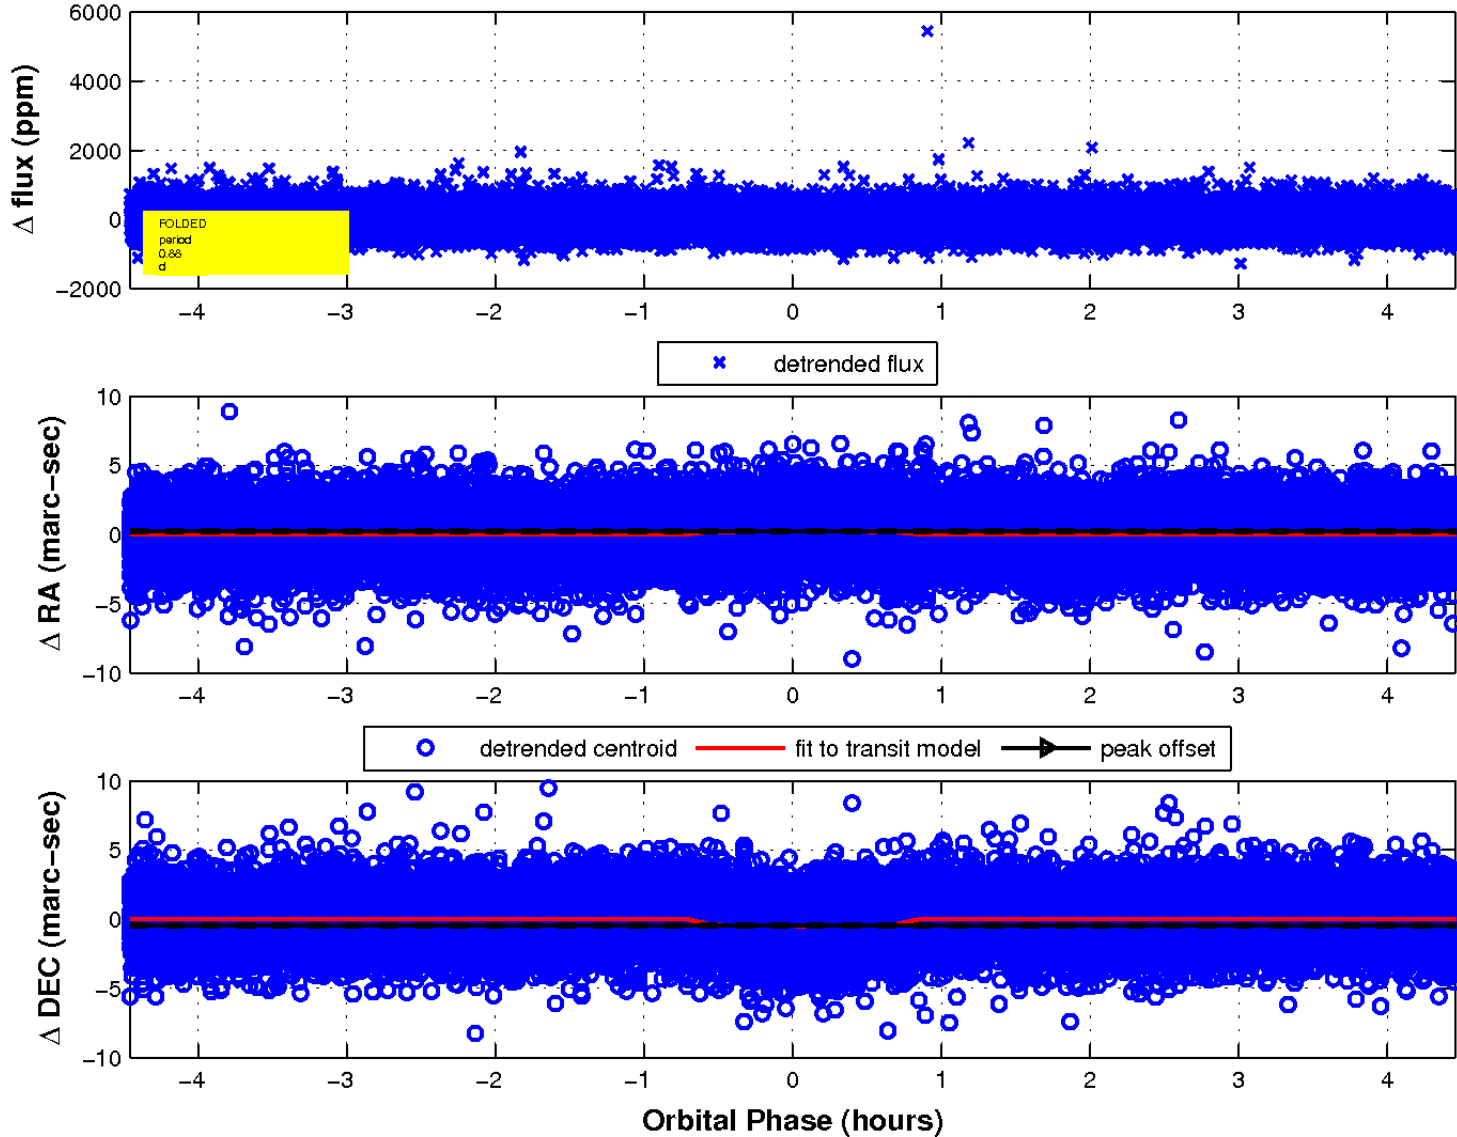 6000
4000
2000
0
−2000
Δ flux (ppm)
FOLDED
period
0.88
d
−4 −3 −2 −1 0 1 2 3 4
detrended flux
10
5
0
−5
−10
Δ RA (marc−sec)
−4 −3 −2 −1 0 1 2 3 4
detrended centroid fit to transit model peak offset
10
5
0
−5
−10
Δ DEC (marc−sec)
−4 −3 −2 −1 0 1 2 3 4
Orbital Phase (hours)